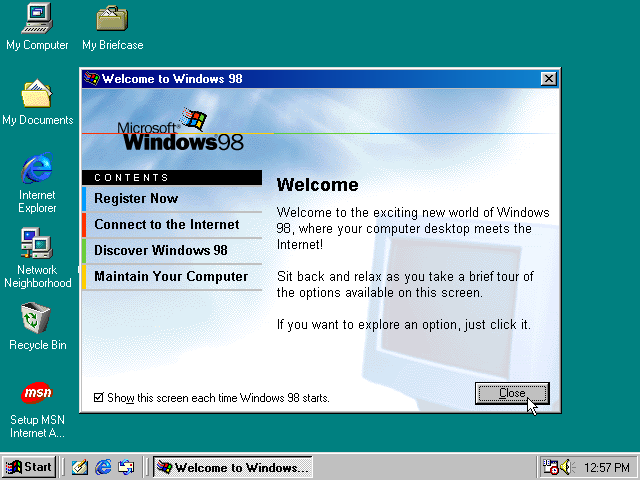 My Computer
My Briefcase
My Documents
Internet
Explorer
Network
Neighborhood
Recycle Bin
msn
Setup MSN
Internet A...
Welcome to Windows 98
Microsoft®
Windows98
CONTENTS
Register Now
Connect to the Internet
Discover Windows 98
Maintain Your Computer
Welcome
Welcome to the exciting new world of Windows
98, where your computer desktop meets the
Internet!
Sit back and relax as you take a brief tour of
the options available on this screen.
If you want to explore an option, just click it.
Show this screen each time Windows 98 starts.
Close
Start
Welcome to Windows...
12:57 PM